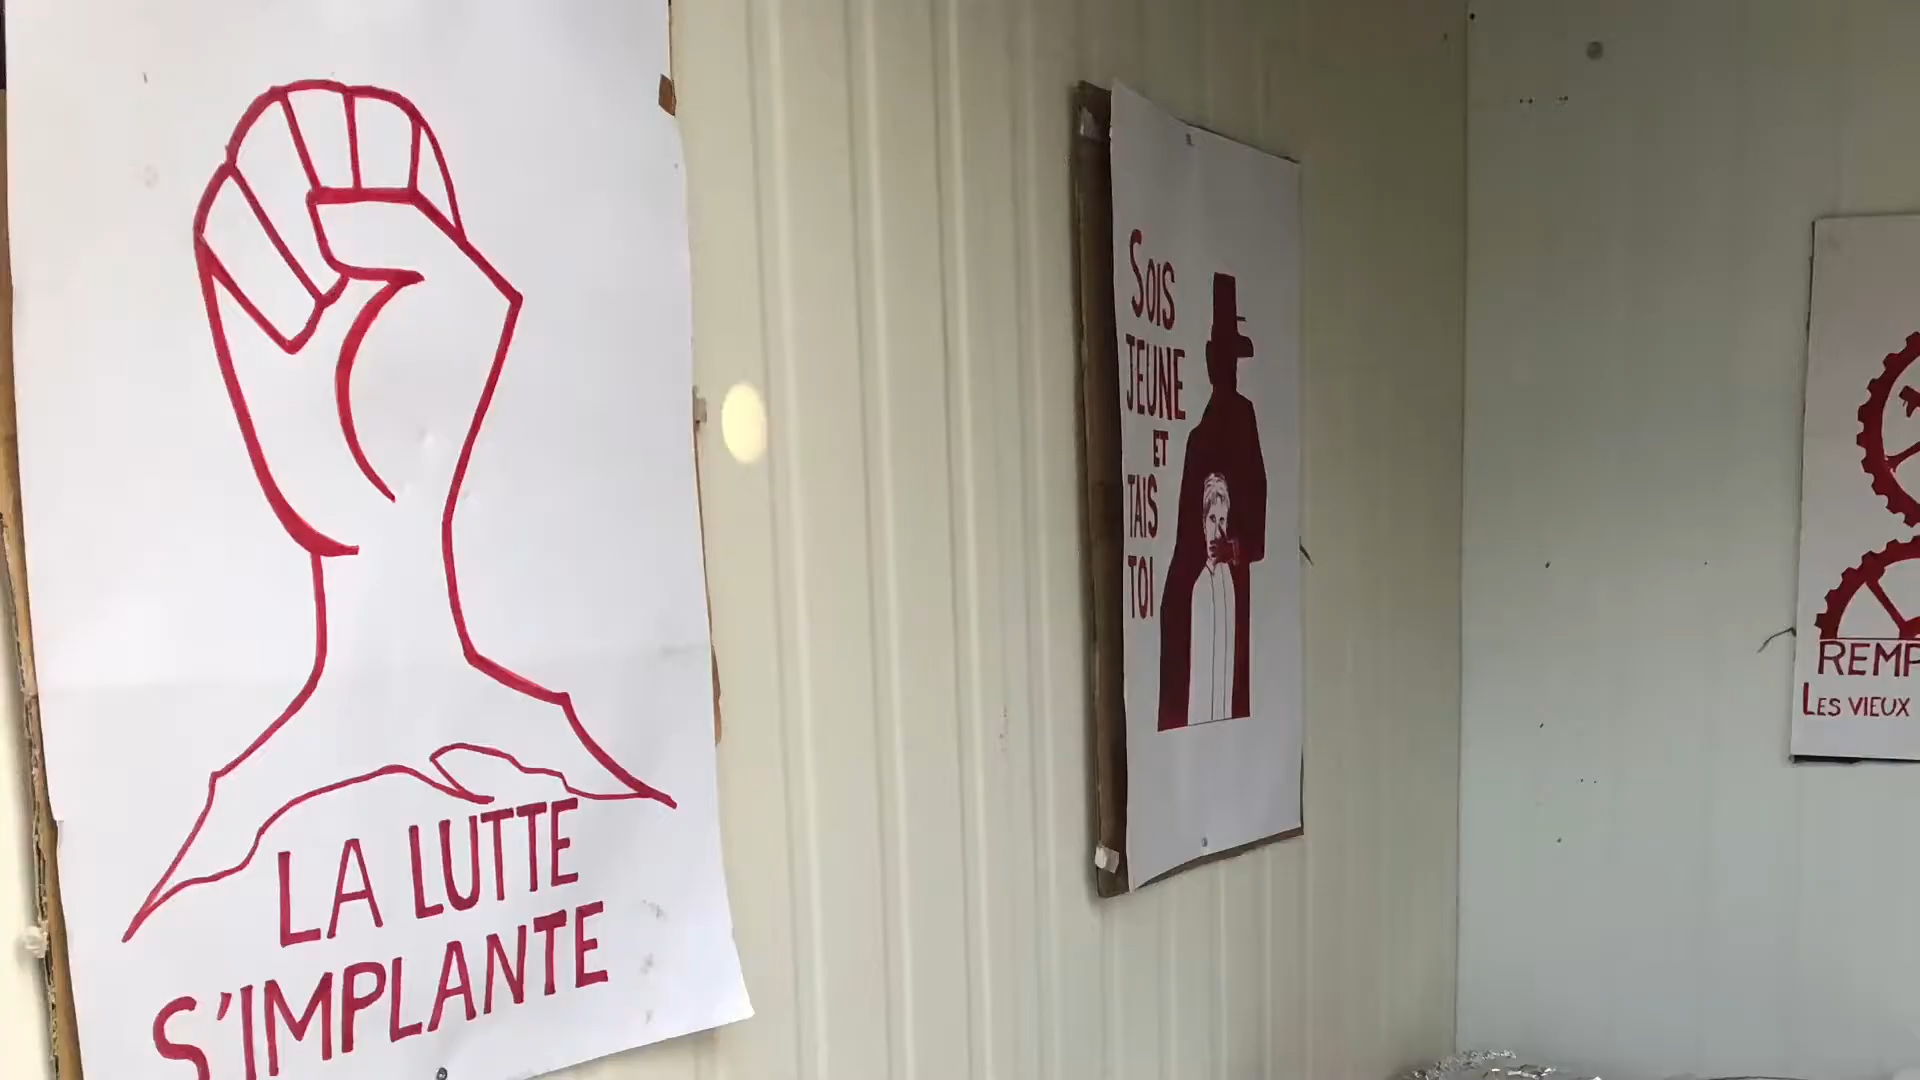 LA LUTTE
S'IMPLANTE
SOIS
JEUNE
ET
TAIS
TOI
REMP
LES VIEUX